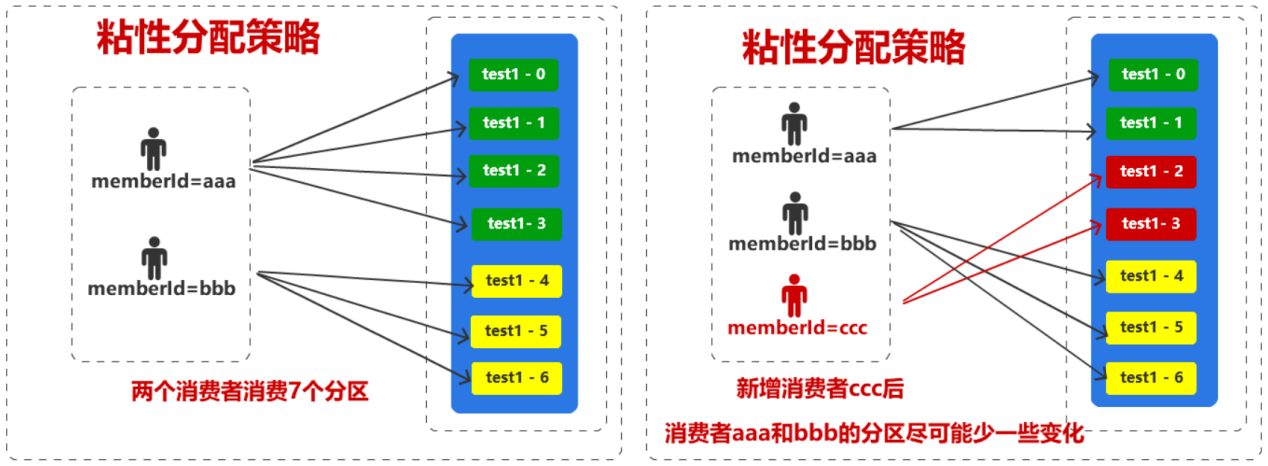 粘性分配策略
memberId=aaa
memberId=bbb
test1 - 0
test1 - 1
test1 - 2
test1- 3
test1 - 4
test1 - 5
test1 - 6
两个消费者消费7个分区
粘性分配策略
memberId=aaa
memberId=bbb
memberId=ccc
test1 - 0
test1 - 1
test1 - 2
test1- 3
test1 - 4
test1 - 5
test1 - 6
新增消费者ccc后
消费者aaa和bbb的分区尽可能少一些变化